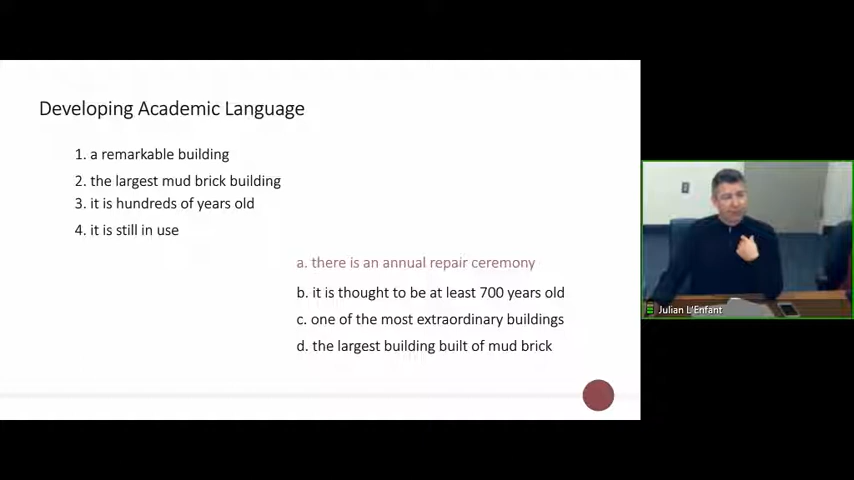 Developing Academic Language
1. a remarkable building
2. the largest mud brick building
3. it is hundreds of years old
4. it is still in use
a. there is an annual repair ceremony
b. it is thought to be at least 700 years old
c. one of the most extraordinary buildings
d. the largest building built of mud brick
Julian L'Enfant